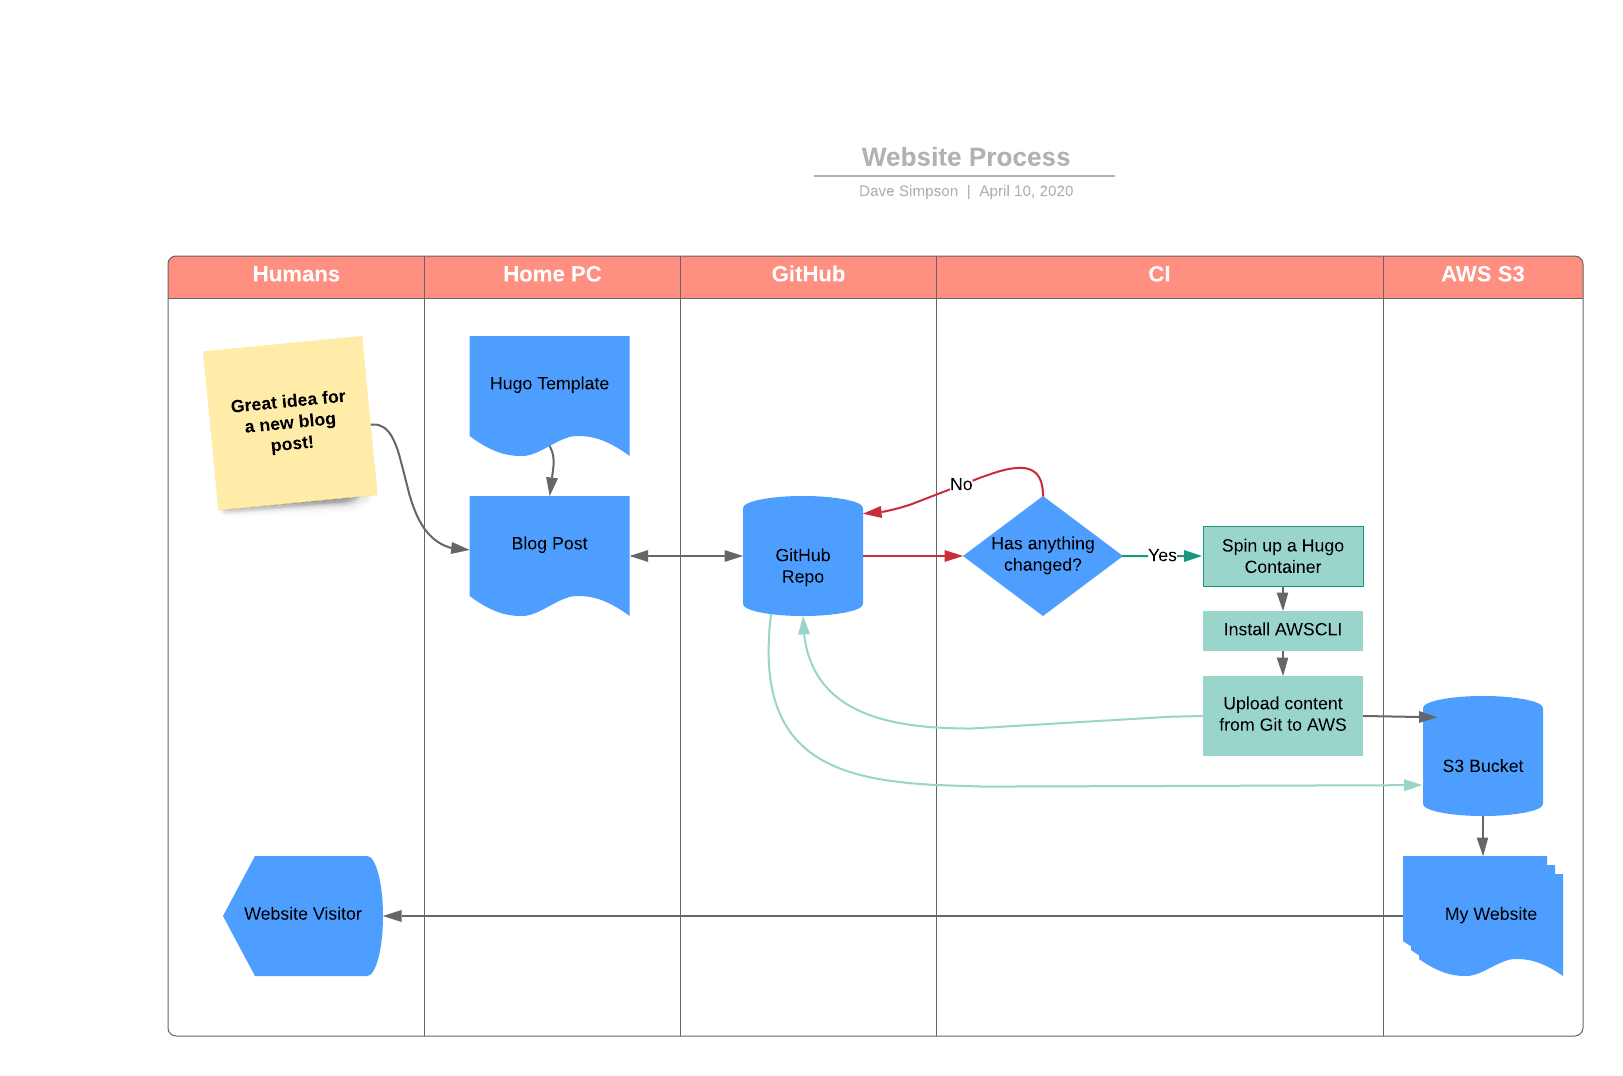 Website Process
Dave Simpson | April 10, 2020
Humans
Home PC
GitHub
CI
AWS S3
Great idea for
a new blog
post!
Hugo Template
Blog Post
GitHub
Repo
No
Has anything
changed?
Yes
Spin up a Hugo
Container
Install AWSCLI
Upload content
from Git to AWS
S3 Bucket
Website Visitor
My Website